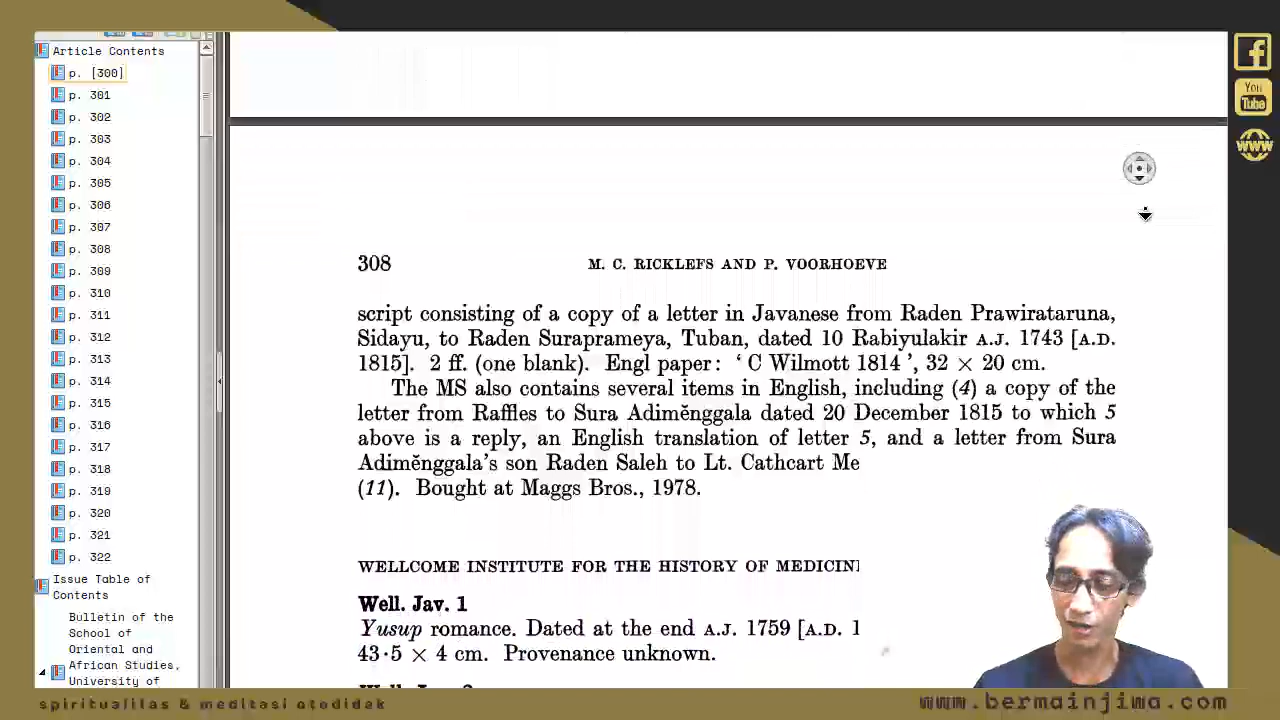 Article Contents
p. [300]
p. 301
p. 302
p. 303
p. 304
p. 305
p. 306
p. 307
p. 308
p. 309
p. 310
p. 311
p. 312
p. 313
p. 314
p. 315
p. 316
p. 317
p. 318
p. 319
p. 320
p. 321
p. 322
Issue Table of
Contents
Bulletin of the
School of
Oriental and
African Studies,
University of
308 M. C. RICKLEFS AND P. VOORHOEVE
script consisting of a copy of a letter in Javanese from Raden Prawirataruna,
Sidayu, to Raden Suraprameya, Tuban, dated 10 Rabiyulakir A.J. 1743 [A.D.
1815]. 2 ff. (one blank). Engl paper: ‘ C Wilmott 1814 ’, 32 × 20 cm.
The MS also contains several items in English, including (4) a copy of the
letter from Raffles to Sura Adimĕnggala dated 20 December 1815 to which 5
above is a reply, an English translation of letter 5, and a letter from Sura
Adimĕnggala’s son Raden Saleh to Lt. Cathcart Me
(11). Bought at Maggs Bros., 1978.
WELLCOME INSTITUTE FOR THE HISTORY OF MEDICIN
Well. Jav. 1
Yusup romance. Dated at the end A.J. 1759 [A.D. 1
43·5 × 4 cm. Provenance unknown.
f
You
Tube
WWW
spiritualitas & meditasi otodidak
www.bermainjiwa.com